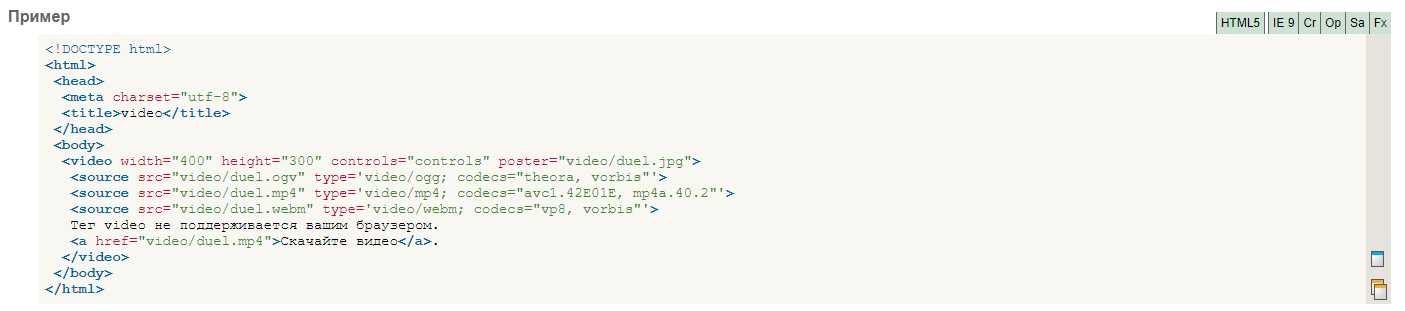 Пример
HTML5 IE 9 Cr Op Sa Fx
<!DOCTYPE html>
<html>
 <head>
  <meta charset="utf-8">
  <title>video</title>
 </head>
 <body>
  <video width="400" height="300" controls="controls" poster="video/duel.jpg">
   <source src="video/duel.ogv" type='video/ogg; codecs="theora, vorbis"'>
   <source src="video/duel.mp4" type='video/mp4; codecs="avc1.42E01E, mp4a.40.2"'>
   <source src="video/duel.webm" type='video/webm; codecs="vp8, vorbis"'>
   Тег video не поддерживается вашим браузером.
   <a href="video/duel.mp4">Скачайте видео</a>.
  </video>
 </body>
</html>